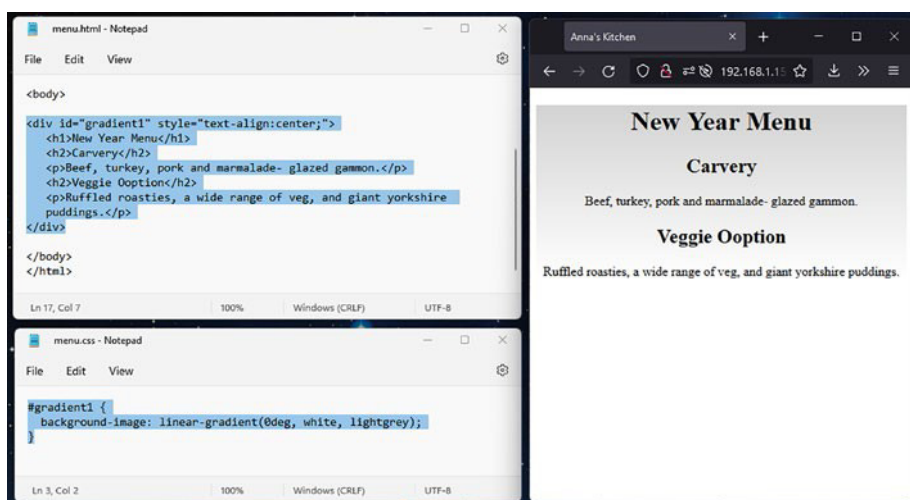 menu.html - Notepad
File Edit View
<body>
<div id="gradient1" style="text-align:center;">
<h1>New Year Menu</h1>
<h2>Carvery</h2>
<p>Beef, turkey, pork and marmalade- glazed gammon.</p>
<h2>Veggie Ooption</h2>
<p>Ruffled roasties, a wide range of veg, and giant yorkshire
puddings.</p>
</div>
</body>
</html>
Ln 17, Col 7 100% Windows (CRLF) UTF-8
menu.css - Notepad
File Edit View
#gradient1 {
background-image: linear-gradient(0deg, white, lightgrey);
}
Ln 3, Col 2 100% Windows (CRLF) UTF-8
Anna's Kitchen
192.168.1.15
New Year Menu
Carvery
Beef, turkey, pork and marmalade- glazed gammon.
Veggie Ooption
Ruffled roasties, a wide range of veg, and giant yorkshire puddings.